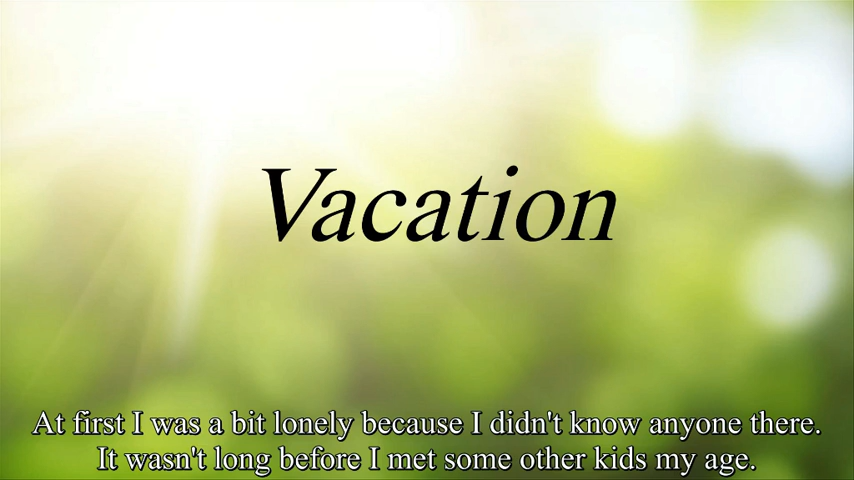 Vacation
At first I was a bit lonely because I didn't know anyone there.
It wasn't long before I met some other kids my age.